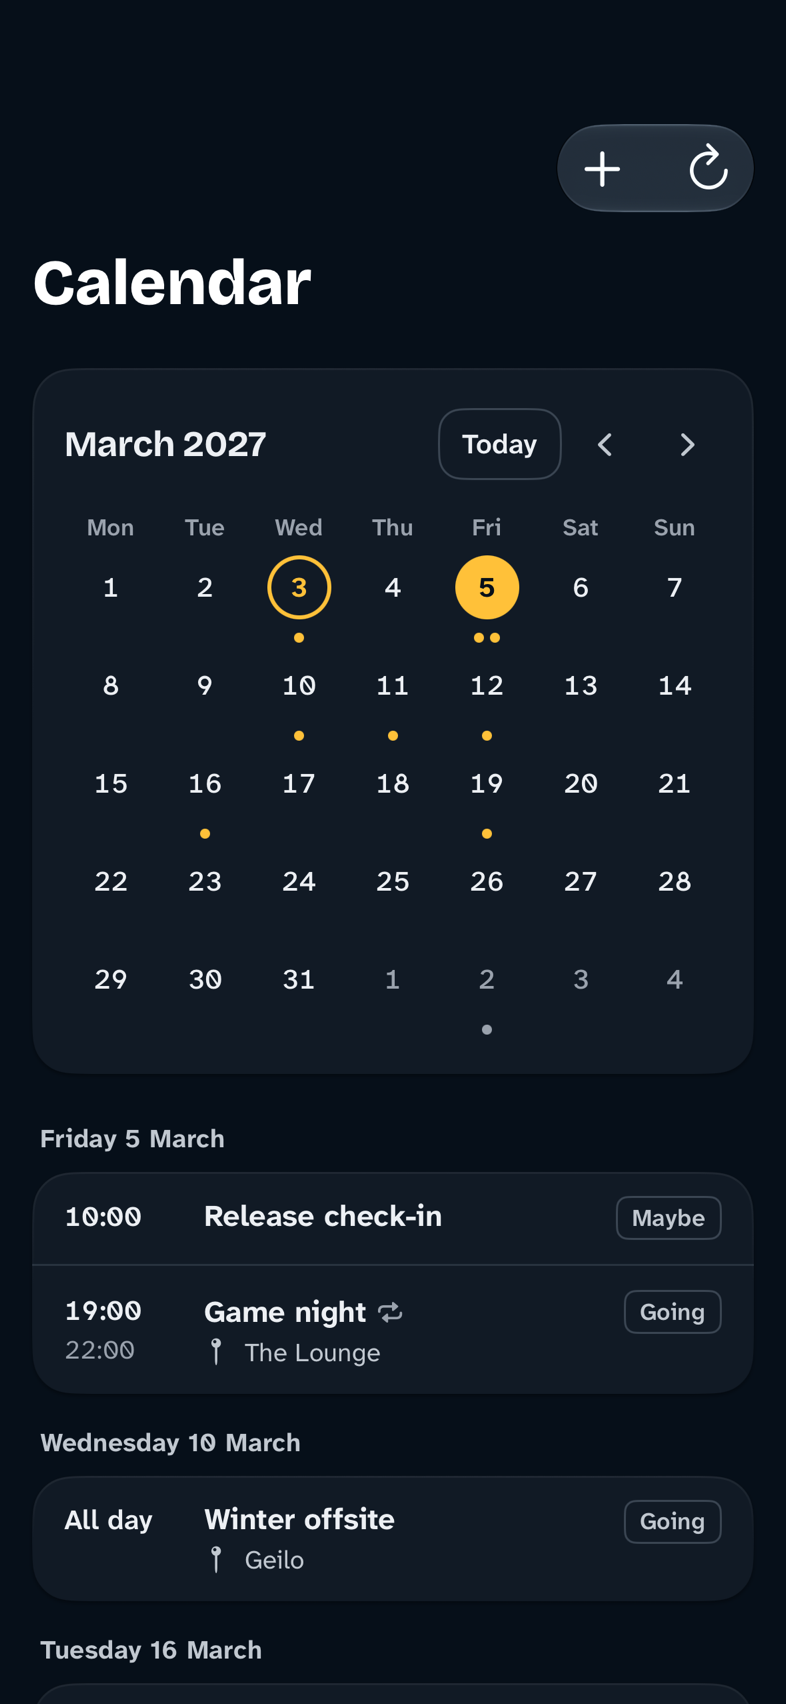 Calendar
March 2027 Today
Mon Tue Wed Thu Fri Sat Sun
1 2 3 4 5 6 7
8 9 10 11 12 13 14
15 16 17 18 19 20 21
22 23 24 25 26 27 28
29 30 31 1 2 3 4
Friday 5 March
10:00 Release check-in Maybe
19:00 Game night Going
22:00 The Lounge
Wednesday 10 March
All day Winter offsite Going
Geilo
Tuesday 16 March